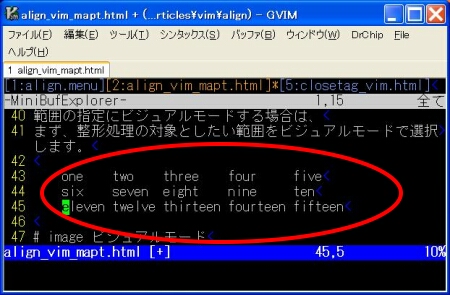 align_vim_mapt.html + (...rticles¥vim¥align) - GVIM
ファイル(F) 編集(E) ツール(T) シンタックス(S) バッファ(B) ウィンドウ(W) DrChip File
ヘルプ(H)
1 align_vim_mapt.html
[1:align.menu][2:align_vim_mapt.html]*[5:closetag_vim.html]
-MiniBufExplorer- 1,15 全て
40 範囲の指定にビジュアルモードする場合は、
41 まず、整形処理の対象としたい範囲をビジュアルモードで選択
します。
42
43 one two three four five
44 six seven eight nine ten
45 eleven twelve thirteen fourteen fifteen
46
47 # image ビジュアルモード
align_vim_mapt.html [+] 45,5 10%